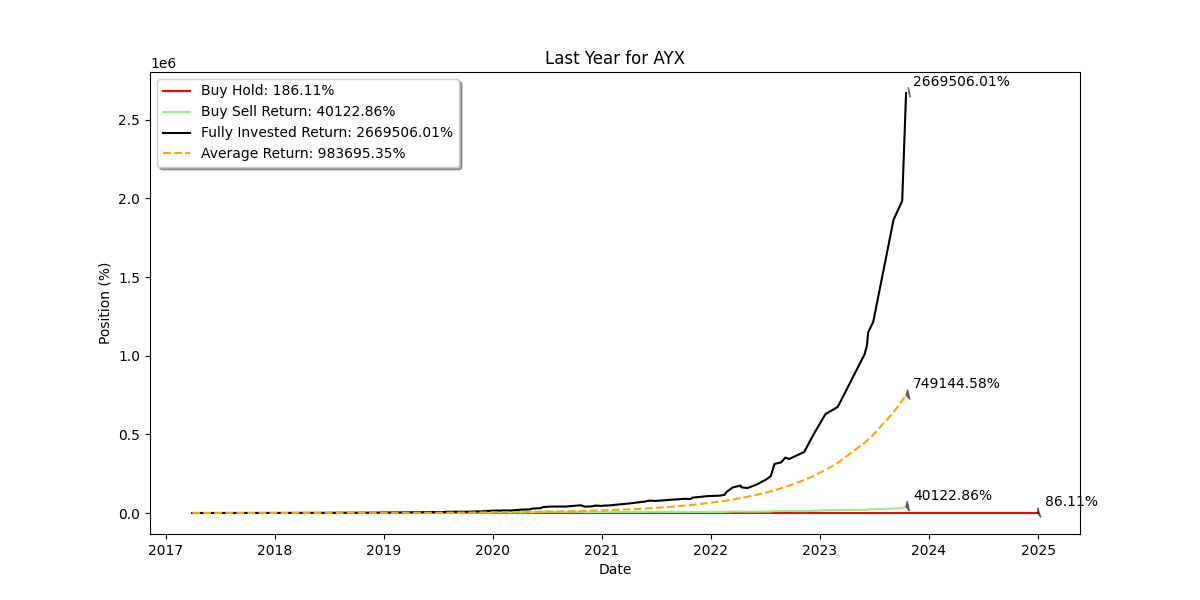 Last Year for AYX
1e6
Buy Hold: 186.11%
Buy Sell Return: 40122.86%
Fully Invested Return: 2669506.01%
Average Return: 983695.35%
2669506.01%
749144.58%
40122.86%
86.11%
Position (%)
2.5
2.0
1.5
1.0
0.5
0.0
2017 2018 2019 2020 2021 2022 2023 2024 2025
Date